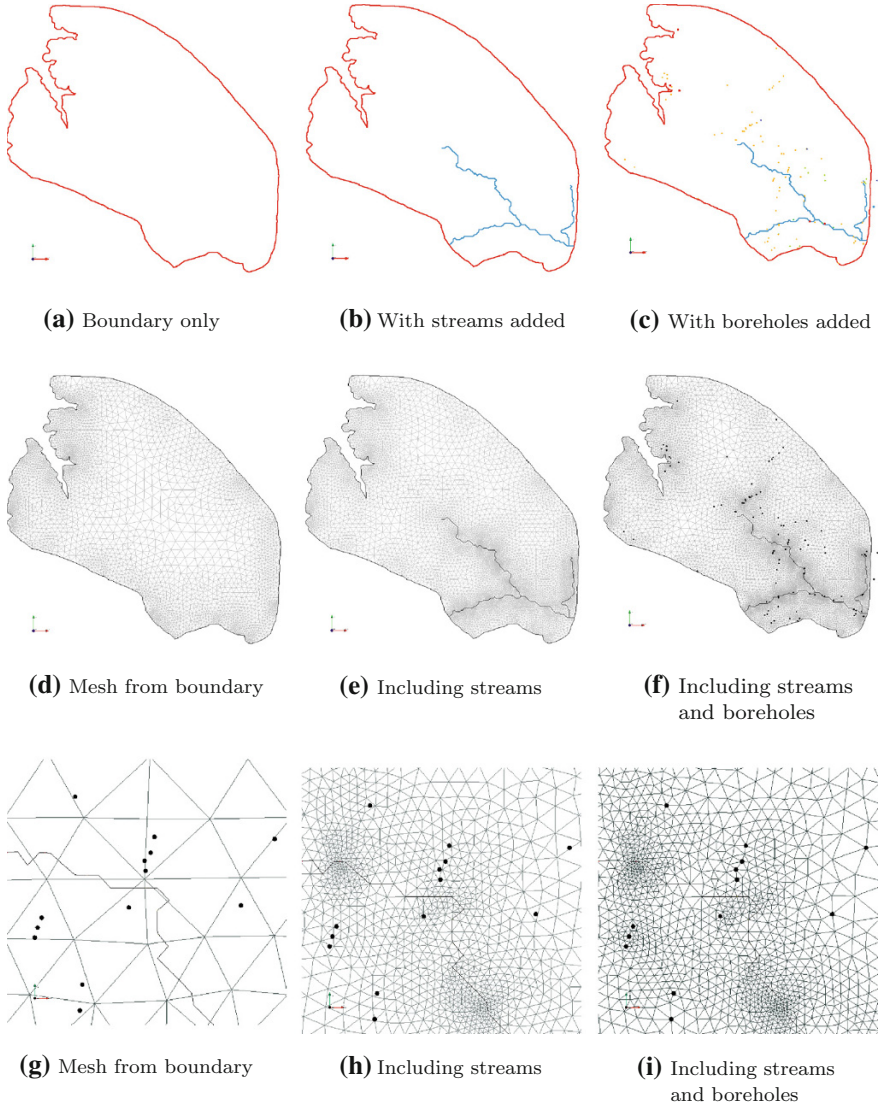 (a) Boundary only
(b) With streams added
(c) With boreholes added
(d) Mesh from boundary
(e) Including streams
(f) Including streams
and boreholes
(g) Mesh from boundary
(h) Including streams
(i) Including streams
and boreholes